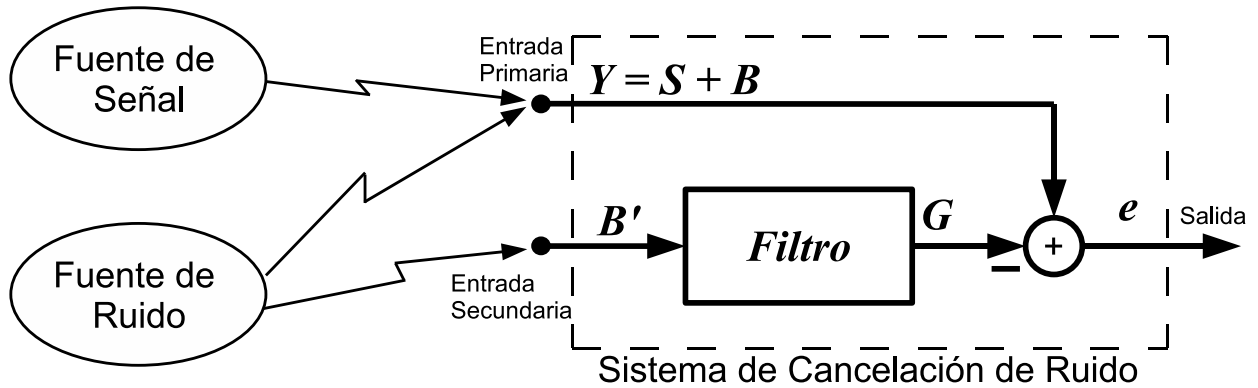 Fuente de
Señal
Entrada
Primaria
Y = S + B
Fuente de
Ruido
Entrada
Secundaria
B'
Filtro
G
−
+
e
Salida
Sistema de Cancelación de Ruido